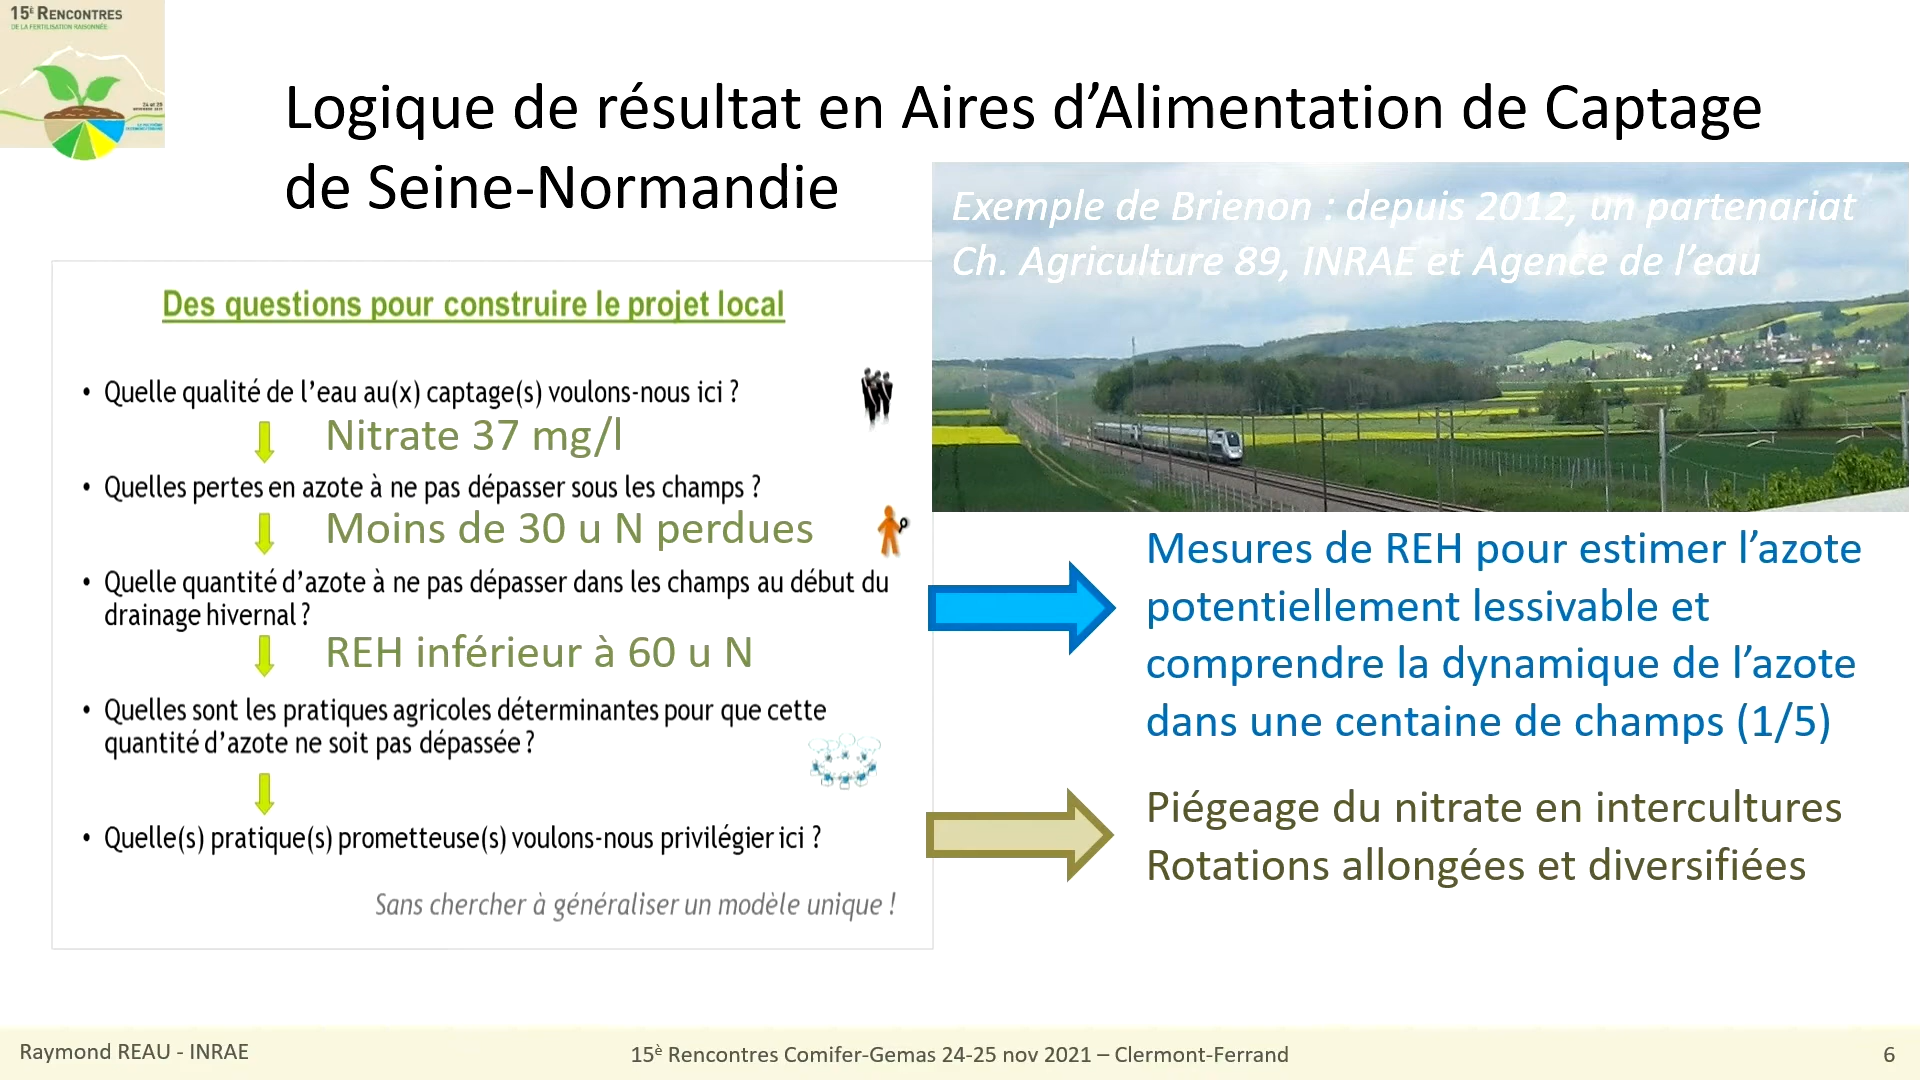 15È RENCONTRES
DE LA FERTILISATION RAISONNÉE
Logique de résultat en Aires d’Alimentation de Captage
de Seine-Normandie
Exemple de Brienon : depuis 2012, un partenariat
Ch. Agriculture 89, INRAE et Agence de l’eau
Des questions pour construire le projet local
• Quelle qualité de l’eau au(x) captage(s) voulons-nous ici ?
Nitrate 37 mg/l
• Quelles pertes en azote à ne pas dépasser sous les champs ?
Moins de 30 u N perdues
• Quelle quantité d’azote à ne pas dépasser dans les champs au début du
drainage hivernal ?
REH inférieur à 60 u N
• Quelles sont les pratiques agricoles déterminantes pour que cette
quantité d’azote ne soit pas dépassée ?
• Quelle(s) pratique(s) prometteuse(s) voulons-nous privilégier ici ?
Sans chercher à généraliser un modèle unique !
Mesures de REH pour estimer l’azote
potentiellement lessivable et
comprendre la dynamique de l’azote
dans une centaine de champs (1/5)
Piégeage du nitrate en intercultures
Rotations allongées et diversifiées
Raymond REAU - INRAE
15è Rencontres Comifer-Gemas 24-25 nov 2021 – Clermont-Ferrand
6